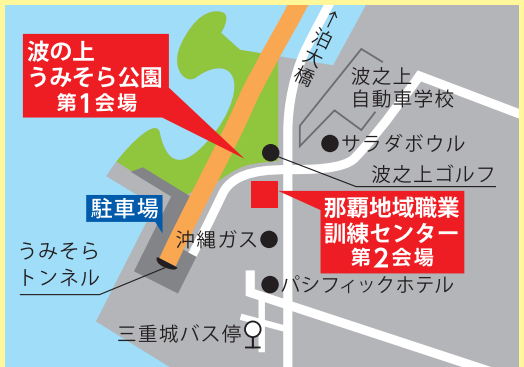 波の上
うみそら公園
第1会場
↑泊大橋
波之上
自動車学校
サラダボウル
波之上ゴルフ
駐車場
那覇地域職業
訓練センター
第2会場
沖縄ガス
うみそら
トンネル
パシフィックホテル
三重城バス停